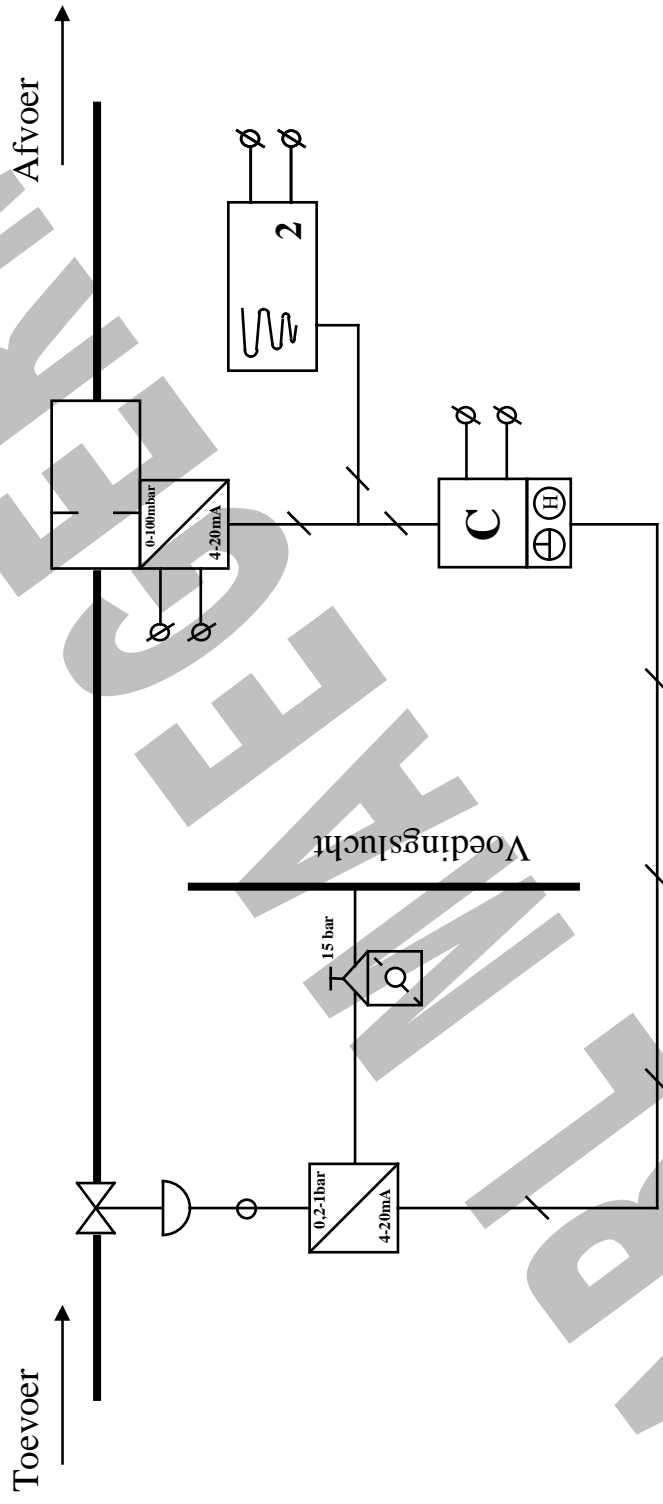 Toevoer
Afvoer
0-100mbar
4-20mA
2
C
H
Voedingslucht
15 bar
0,2-1bar
4-20mA